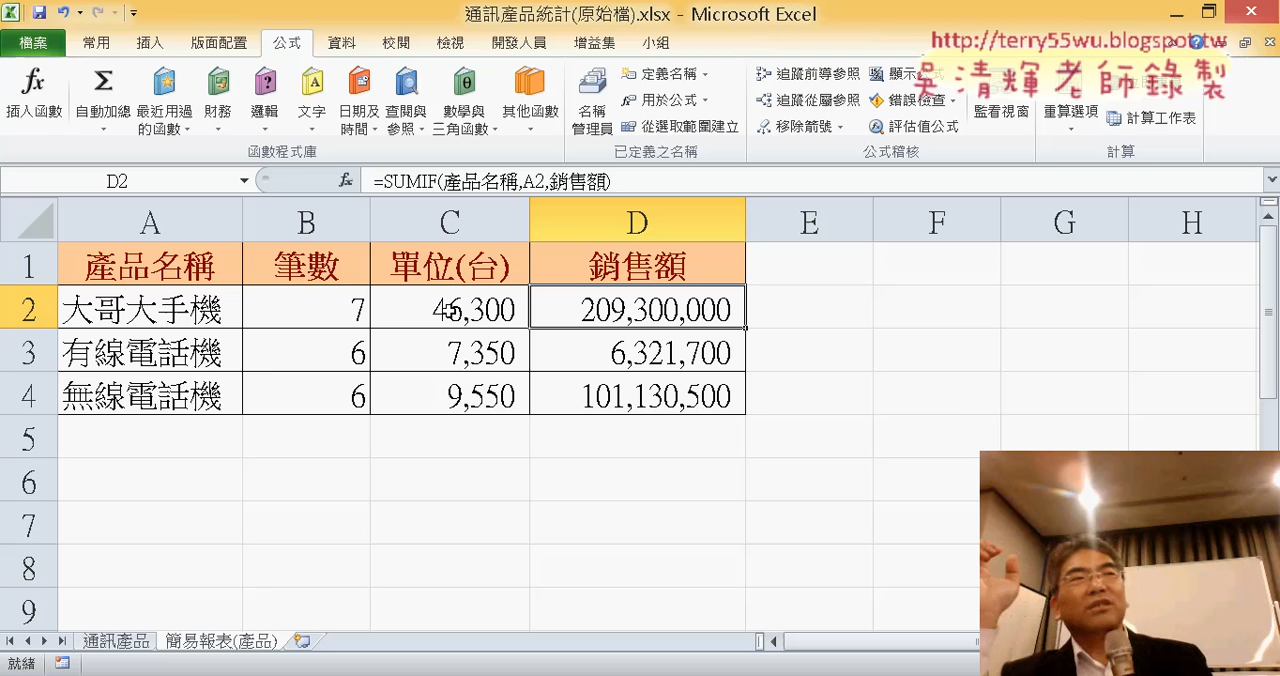 通訊產品統計(原始檔).xlsx - Microsoft Excel
檔案 常用 插入 版面配置 公式 資料 校閱 檢視 開發人員 增益集 小組
http://terry55wu.blogspot.tw
吳清輝老師錄製
插入函數 自動加總 最近用過的函數 財務 邏輯 文字 日期及時間 查閱與參照 數學與三角函數 其他函數
函數程式庫
名稱管理員 定義名稱 用於公式 從選取範圍建立
已定義之名稱
追蹤前導參照 追蹤從屬參照 移除箭號 錯誤檢查 評估值公式 監看視窗
公式稽核
重算選項 計算工作表
計算
D2 fx =SUMIF(產品名稱,A2,銷售額)
A B C D E F G H
1 產品名稱 筆數 單位(台) 銷售額
2 大哥大手機 7 46,300 209,300,000
3 有線電話機 6 7,350 6,321,700
4 無線電話機 6 9,550 101,130,500
5
6
7
8
9
通訊產品 簡易報表(產品)
就緒